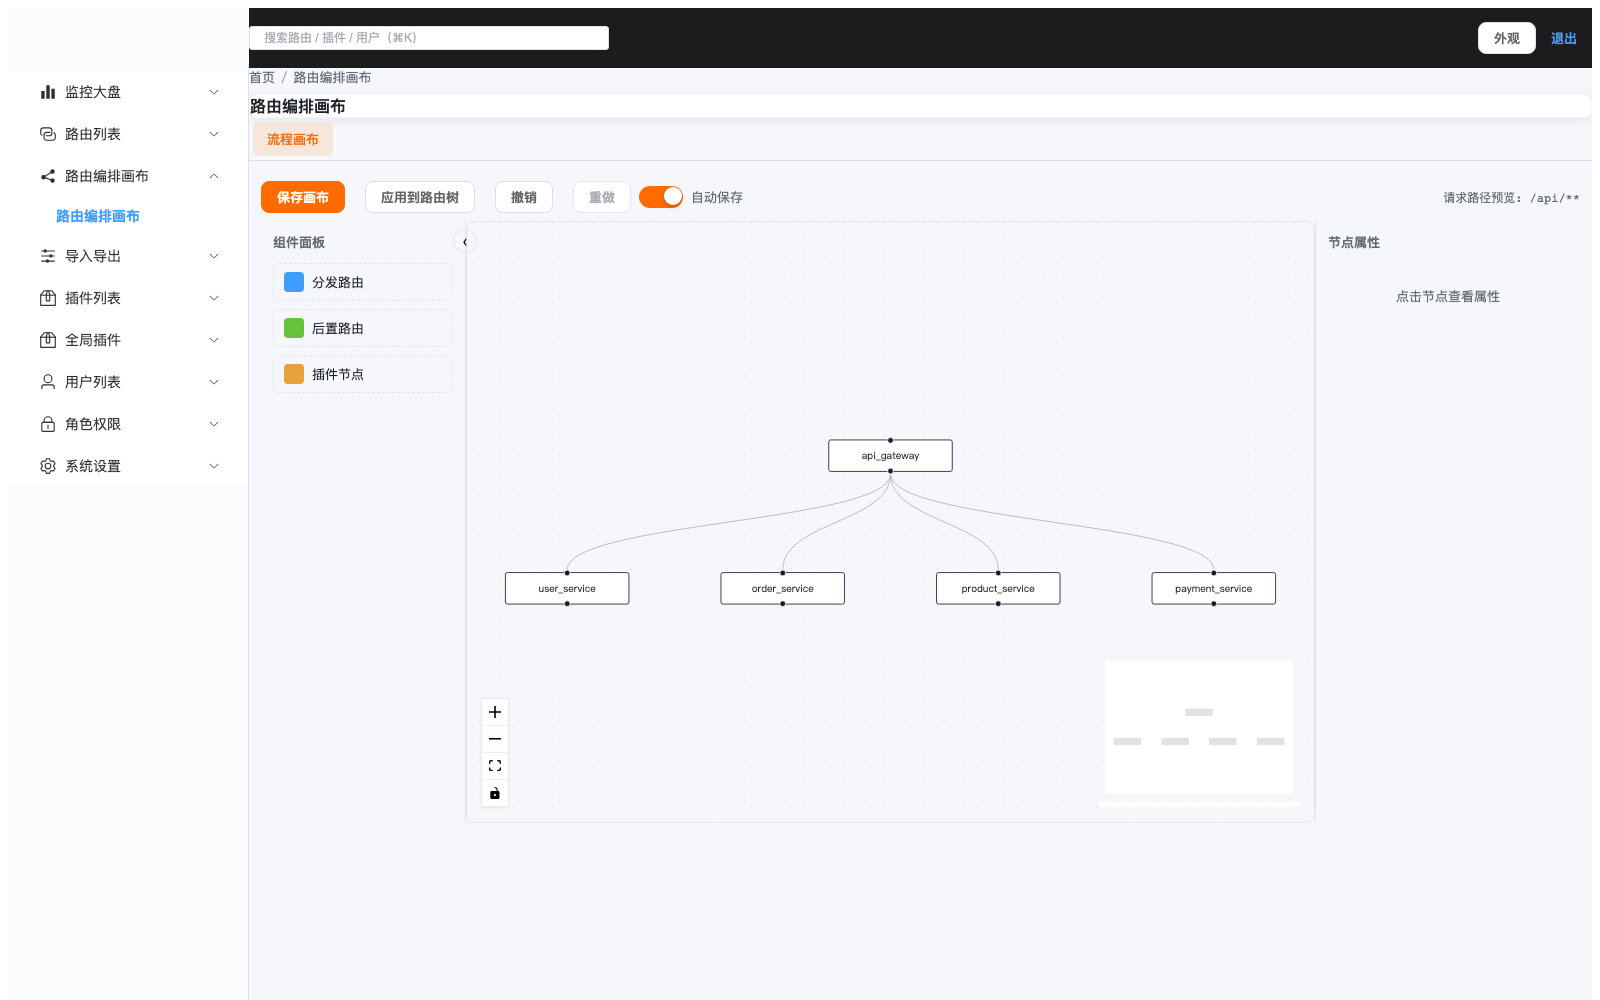 搜索路由 / 插件 / 用户（⌘K）
外观
退出
监控大盘
路由列表
路由编排画布
路由编排画布
导入导出
插件列表
全局插件
用户列表
角色权限
系统设置
首页 / 路由编排画布
路由编排画布
流程画布
保存画布
应用到路由树
撤销
重做
自动保存
请求路径预览: /api/**
组件面板
分发路由
后置路由
插件节点
api_gateway
user_service
order_service
product_service
payment_service
节点属性
点击节点查看属性